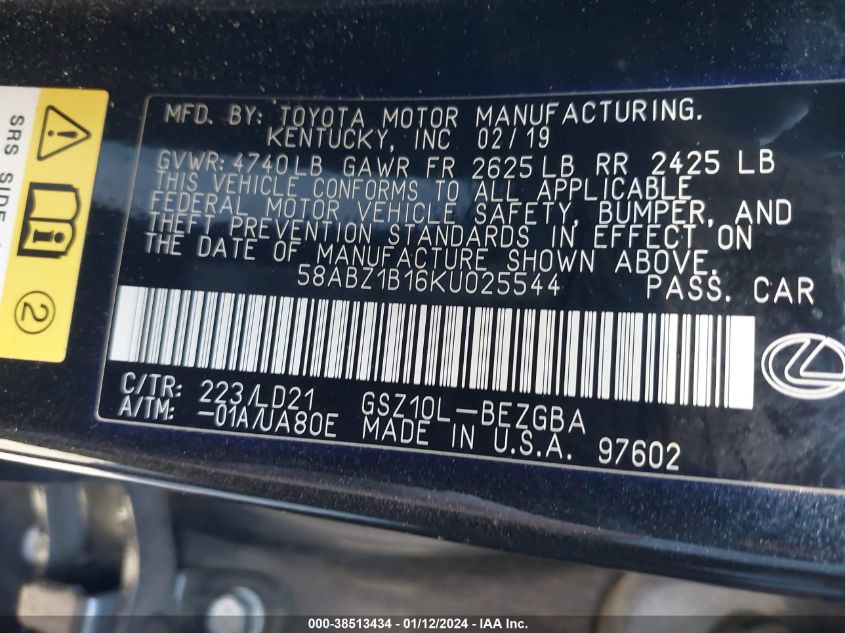 MFD. BY: TOYOTA MOTOR MANUFACTURING.
KENTUCKY, INC 02/19
GVWR: 4740LB GAWR FR 2625LB RR 2425 LB
THIS VEHICLE CONFORMS TO ALL APPLICABLE
FEDERAL MOTOR VEHICLE SAFETY, BUMPER, AND
THEFT PREVENTION STANDARDS IN EFFECT ON
THE DATE OF MANUFACTURE SHOWN ABOVE.
58ABZ1B16KU025544 PASS. CAR
C/TR: 223/LD21 GSZ10L-BEZGBA
A/TM: -01A/UA80E MADE IN U.S.A. 97602
SRS SIDE
2
000-38513434 - 01/12/2024 - IAA Inc.